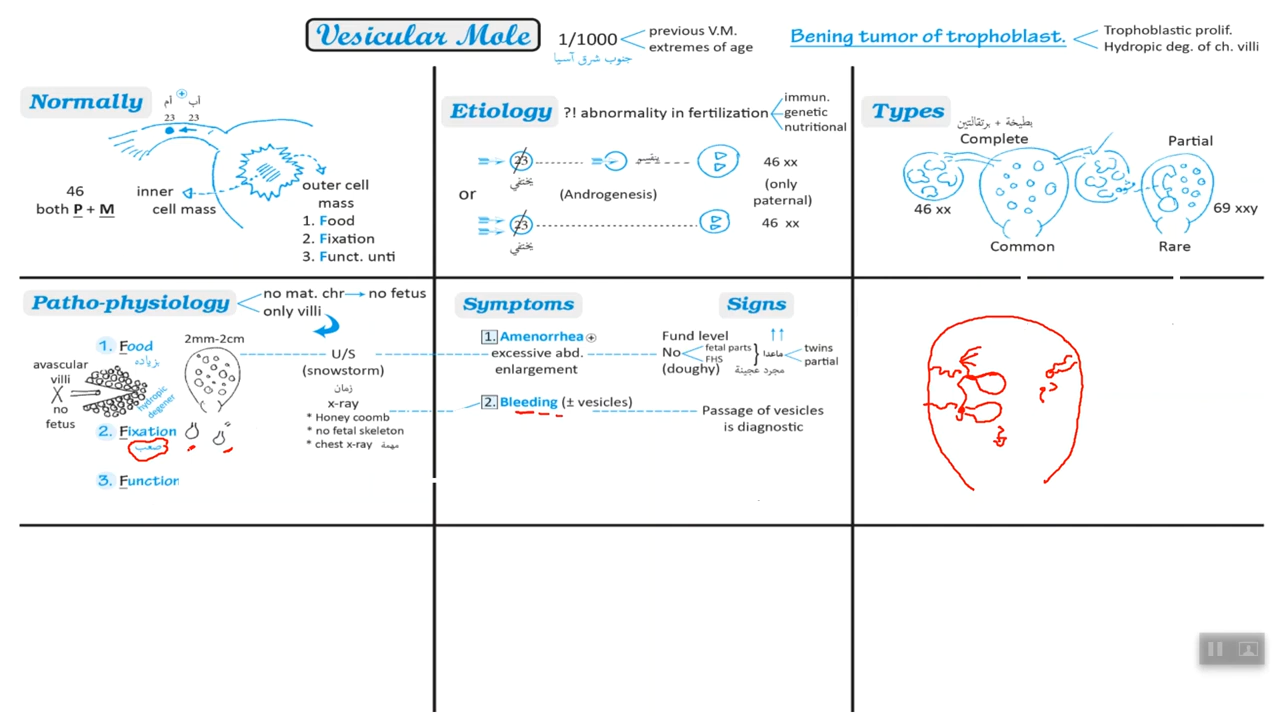 Vesicular Mole
1/1000
previous V.M.
extremes of age
جنوب شرق آسيا
Bening tumor of trophoblast.
Trophoblastic prolif.
Hydropic deg. of ch. villi
Normally
أم + أب
23 23
46
both P + M
inner
cell mass
outer cell
mass
1. Food
2. Fixation
3. Funct. unti
Etiology
?! abnormality in fertilization
immun.
genetic
nutritional
23
يختفي
ينقسم
46 xx
(only
paternal)
or
(Androgenesis)
23
يختفي
46 xx
Types
بطيخة + برتقالتين
Complete
Partial
46 xx
69 xxy
Common
Rare
Patho-physiology
no mat. chr → no fetus
only villi
1. Food
بزياده
2mm-2cm
avascular
villi
X
no
fetus
hydropic
degener
U/S
(snowstorm)
زمان
x-ray
* Honey coomb
* no fetal skeleton
* chest x-ray مهمة
2. Fixation
صعب
3. Function
Symptoms
1. Amenorrhea +
excessive abd.
enlargement
2. Bleeding (± vesicles)
Signs
Fund level ↑↑
No
fetal parts
FHS
ماعدا
twins
partial
(doughy) مجرد عجينة
Passage of vesicles
is diagnostic